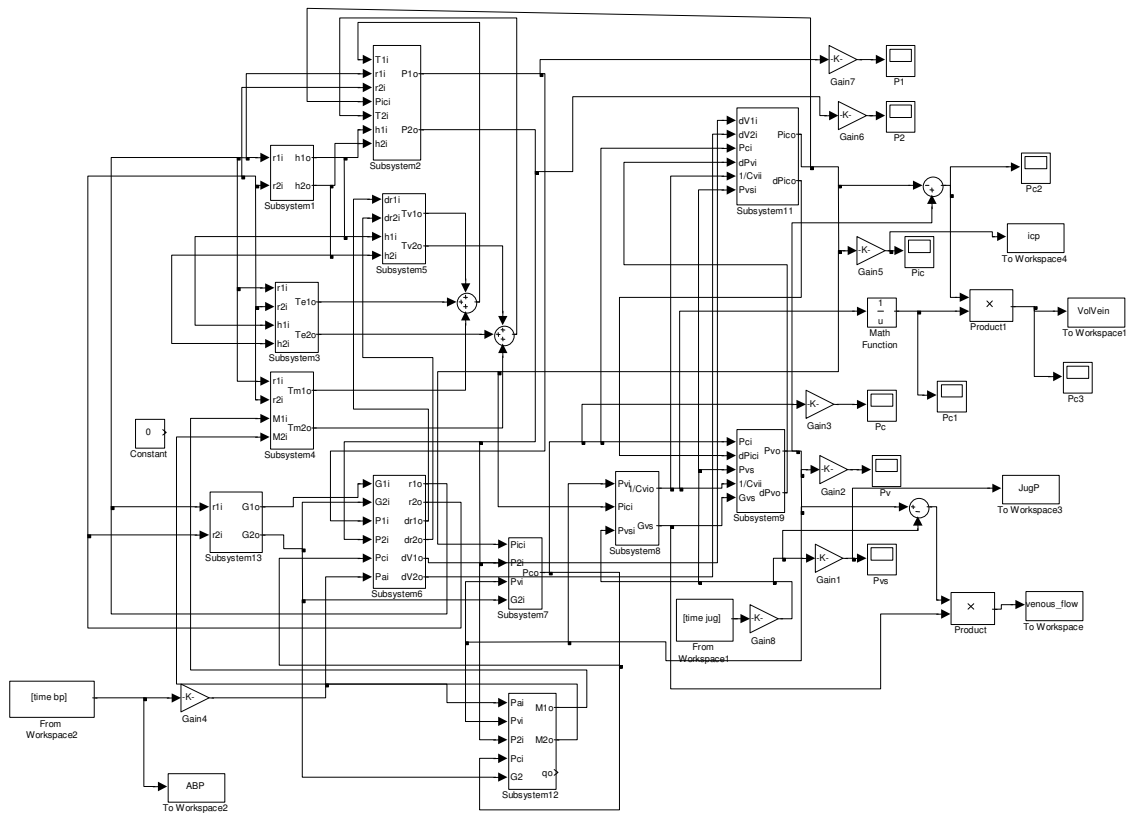 T1i
r1i
r2i
Pici
T2i
h1i
h2i
P1o
P2o
Subsystem2
-K-
Gain7
P1
-K-
Gain6
P2
r1i
r2i
h1o
h2o
Subsystem1
dV1i
dV2i
Pci
dPvi
1/Cvii
Pvsi
Pico
dPico
Subsystem11
+
-
Pc2
dr1i
dr2i
h1i
h2i
Tv1o
Tv2o
Subsystem5
-K-
Gain5
Pic
icp
To Workspace4
r1i
r2i
h1i
h2i
Te1o
Te2o
Subsystem3
+
+
+
+
1
u
Math
Function
×
Product1
VolVein
To Workspace1
Pc3
r1i
r2i
M1i
M2i
Tm1o
Tm2o
Subsystem4
0
Constant
-K-
Gain3
Pc
Pc1
Pci
dPici
Pvs
1/Cvii
Gvs
Pvo
dPvo
Subsystem9
-K-
Gain2
Pv
JugP
To Workspace3
r1i
r2i
G1o
G2o
Subsystem13
G1i
G2i
P1i
P2i
Pci
Pai
r1o
r2o
dr1o
dr2o
dV1o
dV2o
Subsystem6
Pvi
Pici
Pvsi
1/Cvio
Gvs
Subsystem8
+
-
Pici
P2i
Pvi
G2i
Pco
Subsystem7
-K-
Gain1
Pvs
[time jug]
From
Workspace1
-K-
Gain8
×
Product
venous_flow
To Workspace
[time bp]
From
Workspace2
-K-
Gain4
Pai
Pvi
P2i
Pci
G2
M1o
M2o
qo
Subsystem12
ABP
To Workspace2